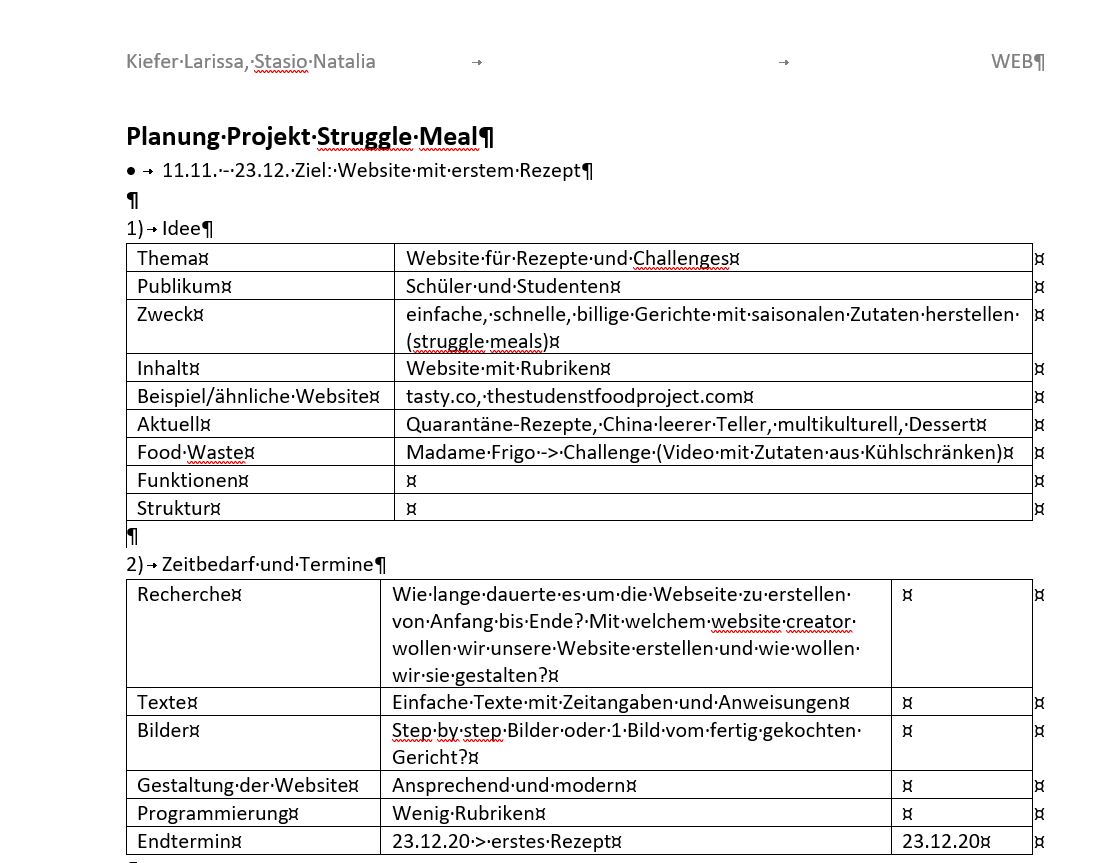 Kiefer Larissa, Stasio Natalia WEB
Planung Projekt Struggle Meal
• 11.11. - 23.12. Ziel: Website mit erstem Rezept
1) Idee
Thema Website für Rezepte und Challenges
Publikum Schüler und Studenten
Zweck einfache, schnelle, billige Gerichte mit saisonalen Zutaten herstellen
(struggle meals)
Inhalt Website mit Rubriken
Beispiel/ähnliche Website tasty.co, thestudenstfoodproject.com
Aktuell Quarantäne-Rezepte, China leerer Teller, multikulturell, Dessert
Food Waste Madame Frigo -> Challenge (Video mit Zutaten aus Kühlschränken)
Funktionen
Struktur
2) Zeitbedarf und Termine
Recherche Wie lange dauerte es um die Webseite zu erstellen
von Anfang bis Ende? Mit welchem website creator
wollen wir unsere Website erstellen und wie wollen
wir sie gestalten?
Texte Einfache Texte mit Zeitangaben und Anweisungen
Bilder Step by step Bilder oder 1 Bild vom fertig gekochten
Gericht?
Gestaltung der Website Ansprechend und modern
Programmierung Wenig Rubriken
Endtermin 23.12.20 > erstes Rezept 23.12.20